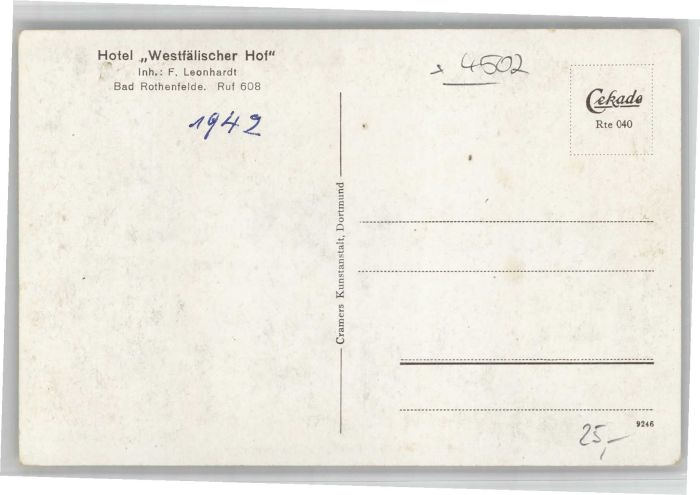 Hotel „Westfälischer Hof"
Inh.: F. Leonhardt
Bad Rothenfelde. Ruf 608
1942
x 4502
Cekade
Rte 040
Cramers Kunstanstalt, Dortmund
9246
25,—